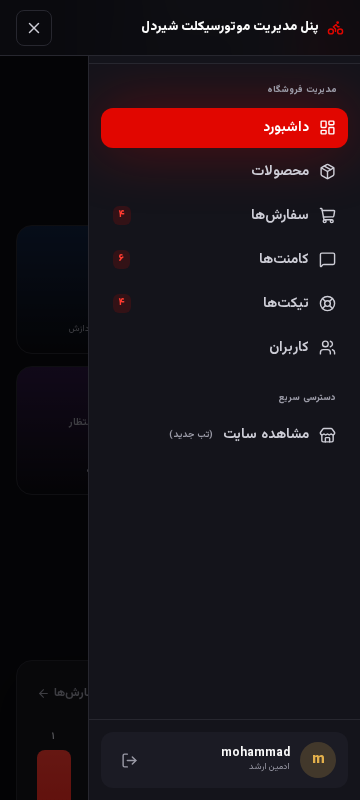 پنل مدیریت موتورسیکلت شیردل
مدیریت فروشگاه
داشبورد
محصولات
سفارش‌ها ۴
کامنت‌ها ۶
تیکت‌ها ۴
کاربران
دسترسی سریع
مشاهده سایت (تب جدید)
mohammad
ادمین ارشد
m
۱